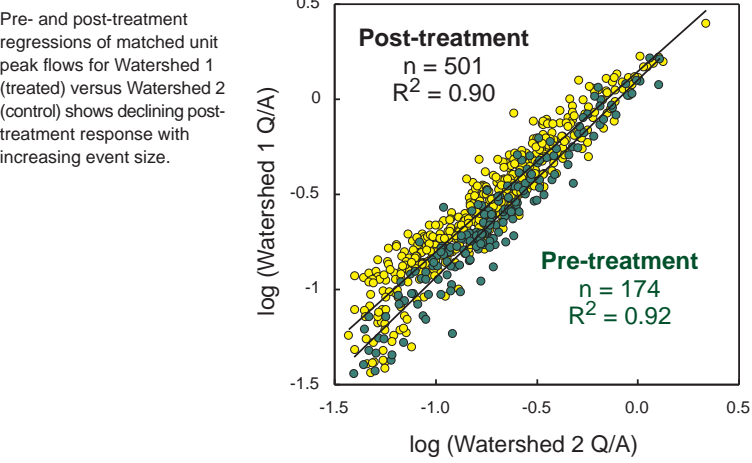 Pre- and post-treatment
regressions of matched unit
peak flows for Watershed 1
(treated) versus Watershed 2
(control) shows declining post-
treatment response with
increasing event size.
0.5
0
-0.5
-1
-1.5
log (Watershed 1 Q/A)
Post-treatment
n = 501
R² = 0.90
Pre-treatment
n = 174
R² = 0.92
-1.5 -1.0 -0.5 0.0 0.5
log (Watershed 2 Q/A)